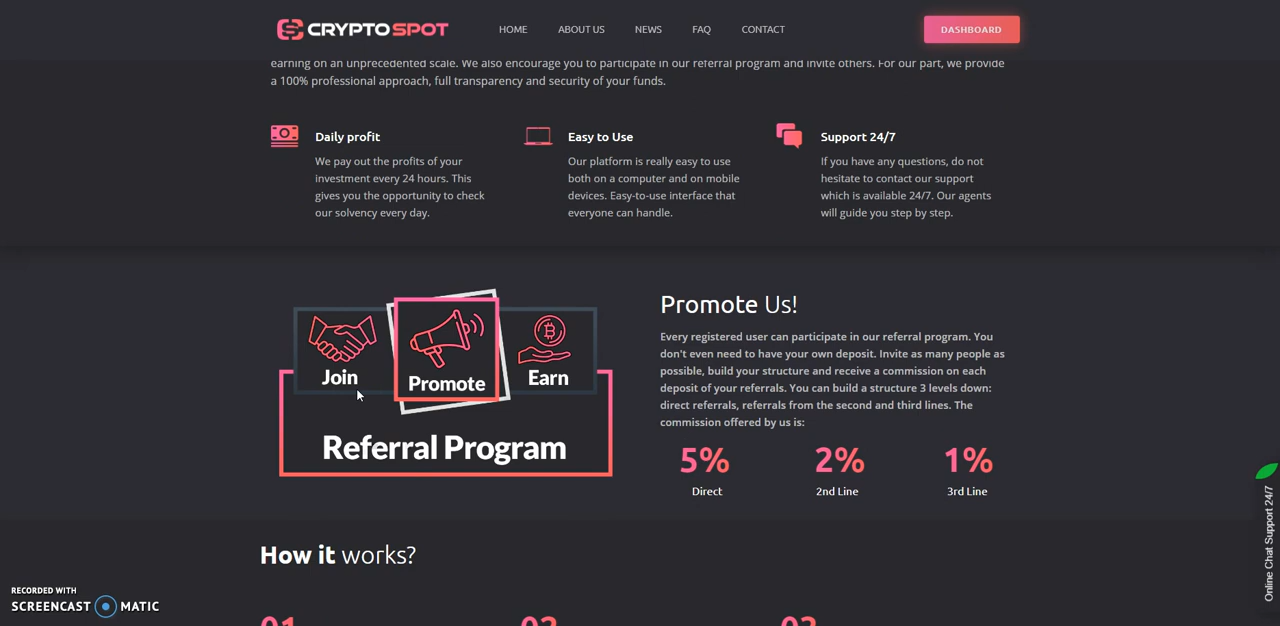 CRYPTOSPOT HOME ABOUT US NEWS FAQ CONTACT DASHBOARD
earning on an unprecedented scale. We also encourage you to participate in our referral program and invite others. For our part, we provide
a 100% professional approach, full transparency and security of your funds.
Daily profit
We pay out the profits of your
investment every 24 hours. This
gives you the opportunity to check
our solvency every day.
Easy to Use
Our platform is really easy to use
both on a computer and on mobile
devices. Easy-to-use interface that
everyone can handle.
Support 24/7
If you have any questions, do not
hesitate to contact our support
which is available 24/7. Our agents
will guide you step by step.
Join
Promote
Earn
Referral Program
Promote Us!
Every registered user can participate in our referral program. You
don't even need to have your own deposit. Invite as many people as
possible, build your structure and receive a commission on each
deposit of your referrals. You can build a structure 3 levels down:
direct referrals, referrals from the second and third lines. The
commission offered by us is:
5% 2% 1%
Direct 2nd Line 3rd Line
Online Chat Support 24/7
How it works?
01 02 03
RECORDED WITH
SCREENCAST MATIC